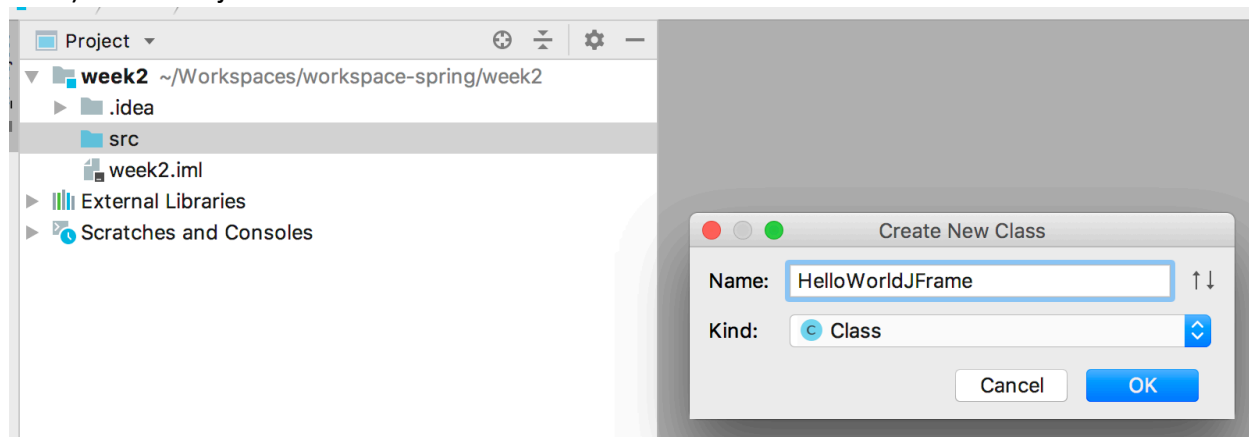 Project
week2 ~/Workspaces/workspace-spring/week2
.idea
src
week2.iml
External Libraries
Scratches and Consoles
Create New Class
Name: HelloWorldJFrame
Kind: C Class
Cancel OK